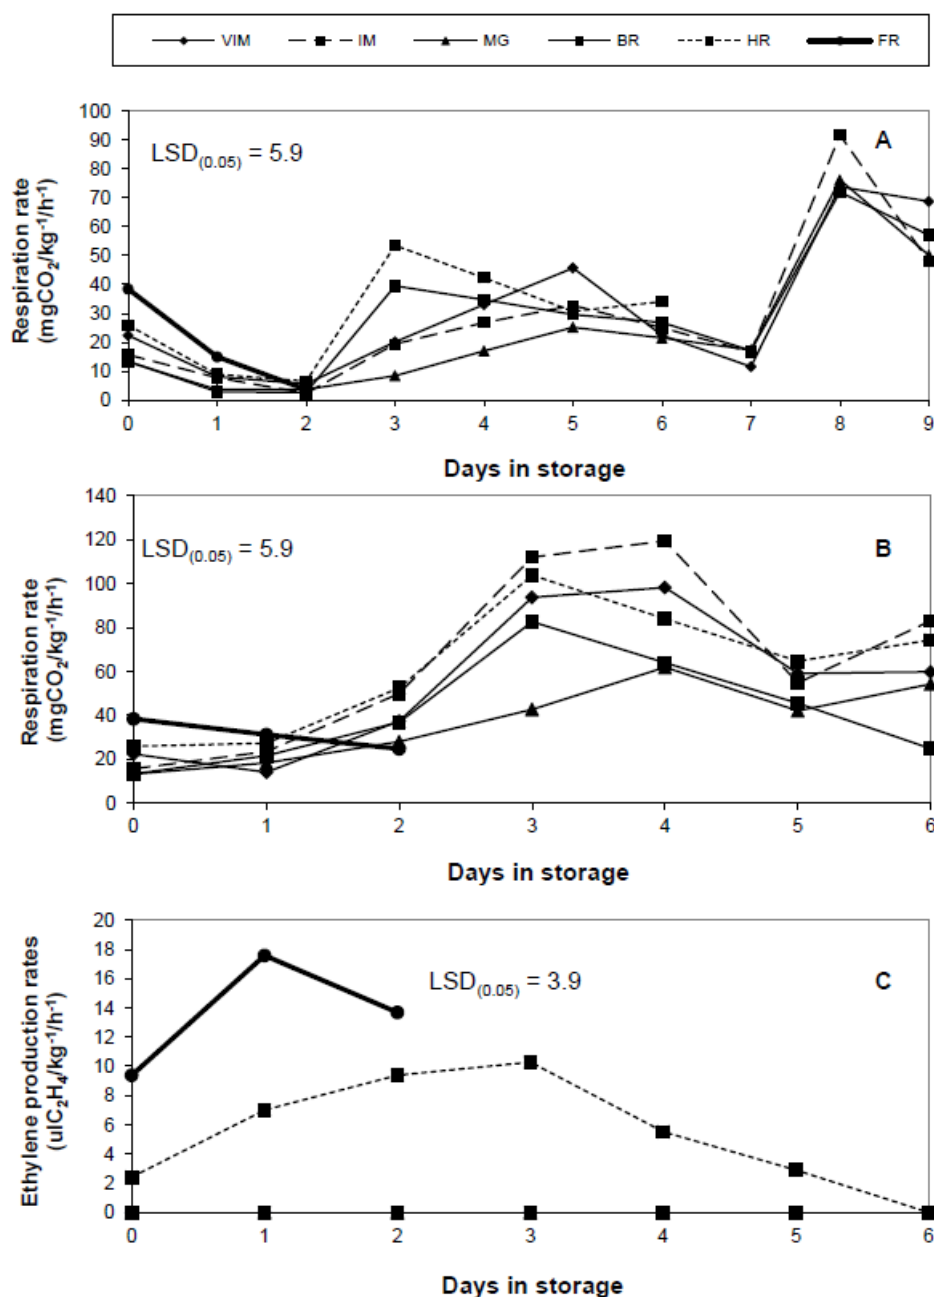 VIM IM MG BR HR FR
Respiration rate
(mgCO2/kg-1/h-1)
100
90
80
70
60
50
40
30
20
10
0
LSD(0.05) = 5.9
A
0 1 2 3 4 5 6 7 8 9
Days in storage
Respiration rate
(mgCO2/kg-1/h-1)
140
120
100
80
60
40
20
0
LSD(0.05) = 5.9
B
0 1 2 3 4 5 6
Days in storage
Ethylene production rates
(ulC2H4/kg-1/h-1)
20
18
16
14
12
10
8
6
4
2
0
LSD(0.05) = 3.9
C
0 1 2 3 4 5 6
Days in storage